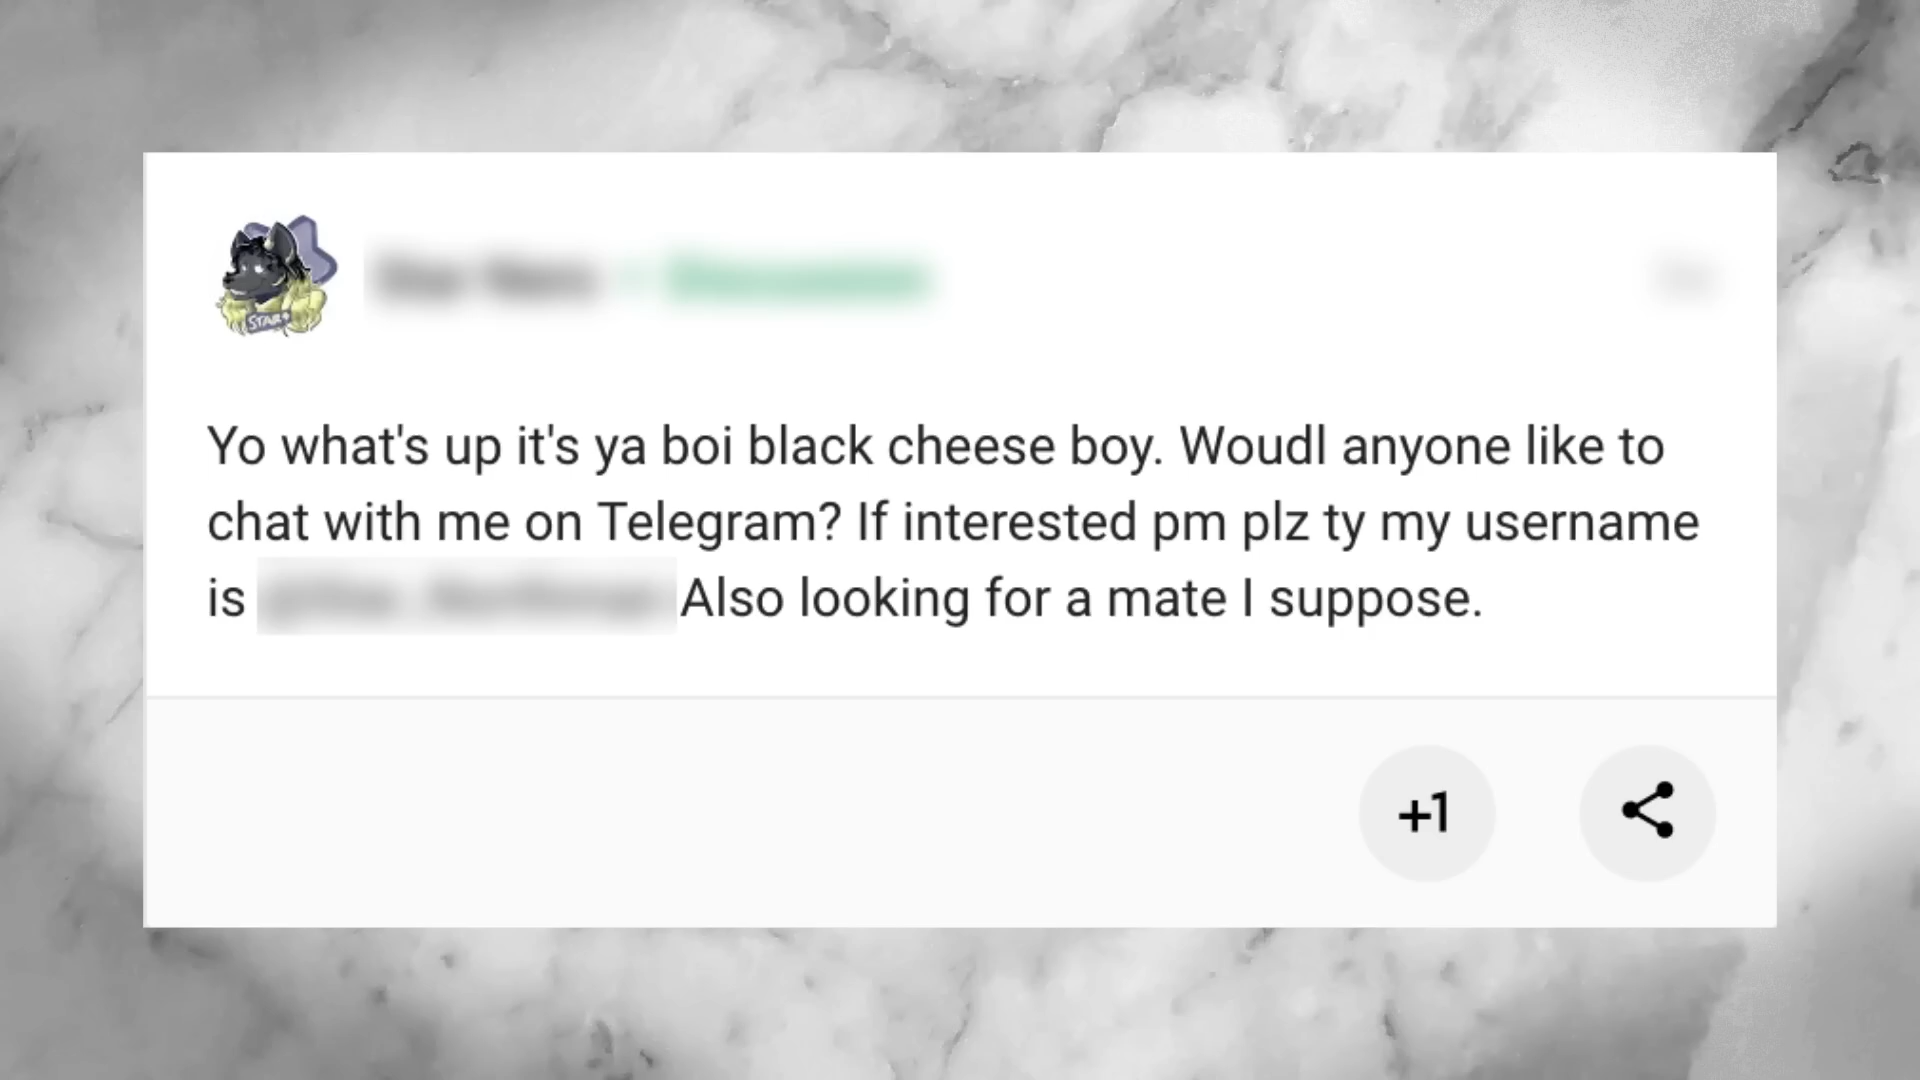 STAR
Yo what's up it's ya boi black cheese boy. Woudl anyone like to
chat with me on Telegram? If interested pm plz ty my username
is Also looking for a mate I suppose.
+1